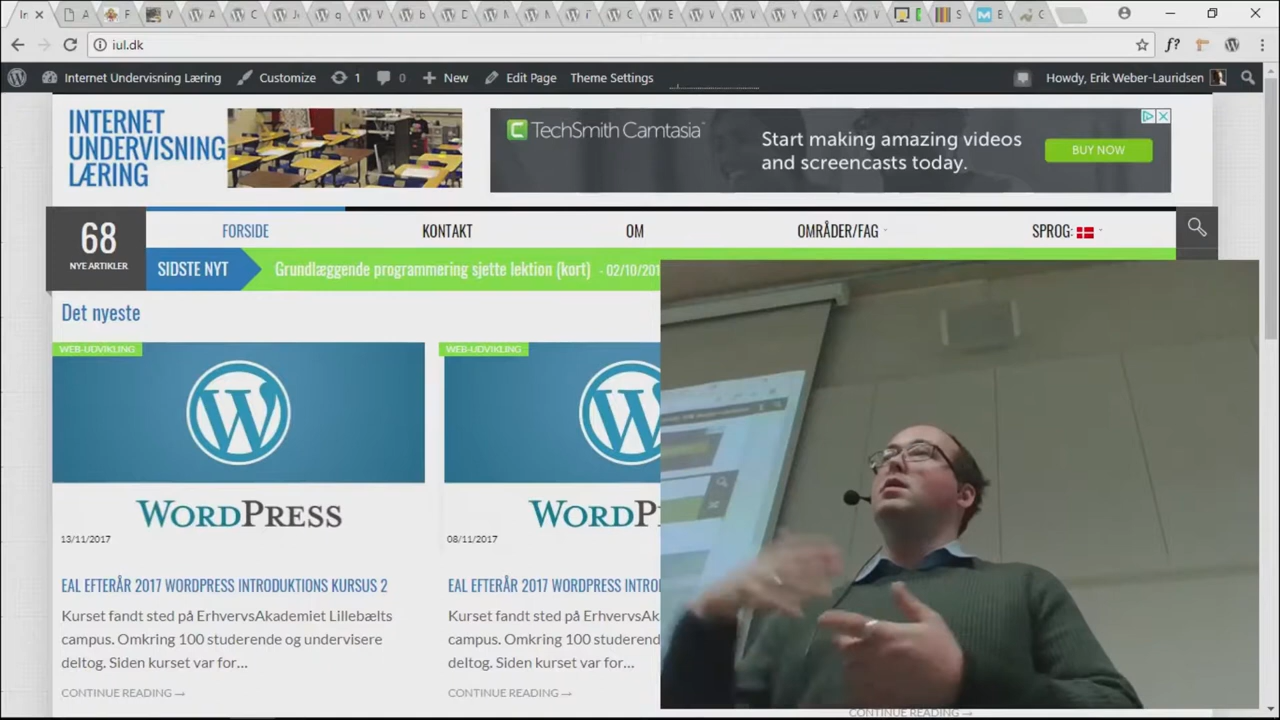 iul.dk
f?
Internet Undervisning Læring
Customize
1
0
New
Edit Page
Theme Settings
Howdy, Erik Weber-Lauridsen
INTERNET
UNDERVISNING
LÆRING
TechSmith Camtasia™
Start making amazing videos
and screencasts today.
BUY NOW
68
NYE ARTIKLER
FORSIDE
KONTAKT
OM
OMRÅDER/FAG
SPROG:
SIDSTE NYT
Grundlæggende programmering sjette lektion (kort)
- 02/10/201
Det nyeste
WEB-UDVIKLING
WEB-UDVIKLING
WORDPRESS
WORDP
13/11/2017
08/11/2017
EAL EFTERÅR 2017 WORDPRESS INTRODUKTIONS KURSUS 2
EAL EFTERÅR 2017 WORDPRESS INTRO
Kurset fandt sted på ErhvervsAkademiet Lillebælts
campus. Omkring 100 studerende og undervisere
deltog. Siden kurset var for...
CONTINUE READING →
Kurset fandt sted på Erhvervs
campus. Omkring 100 studere
deltog. Siden kurset var for...
CONTINUE READING →
CONTINUE READING →